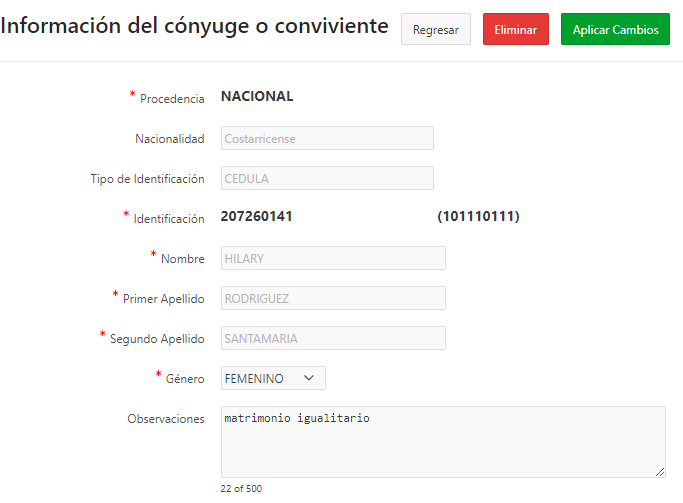 Información del cónyuge o conviviente Regresar Eliminar Aplicar Cambios
* Procedencia NACIONAL
Nacionalidad Costarricense
Tipo de Identificación CEDULA
* Identificación 207260141 (101110111)
* Nombre HILARY
* Primer Apellido RODRIGUEZ
* Segundo Apellido SANTAMARIA
* Género FEMENINO
Observaciones matrimonio igualitario
22 of 500